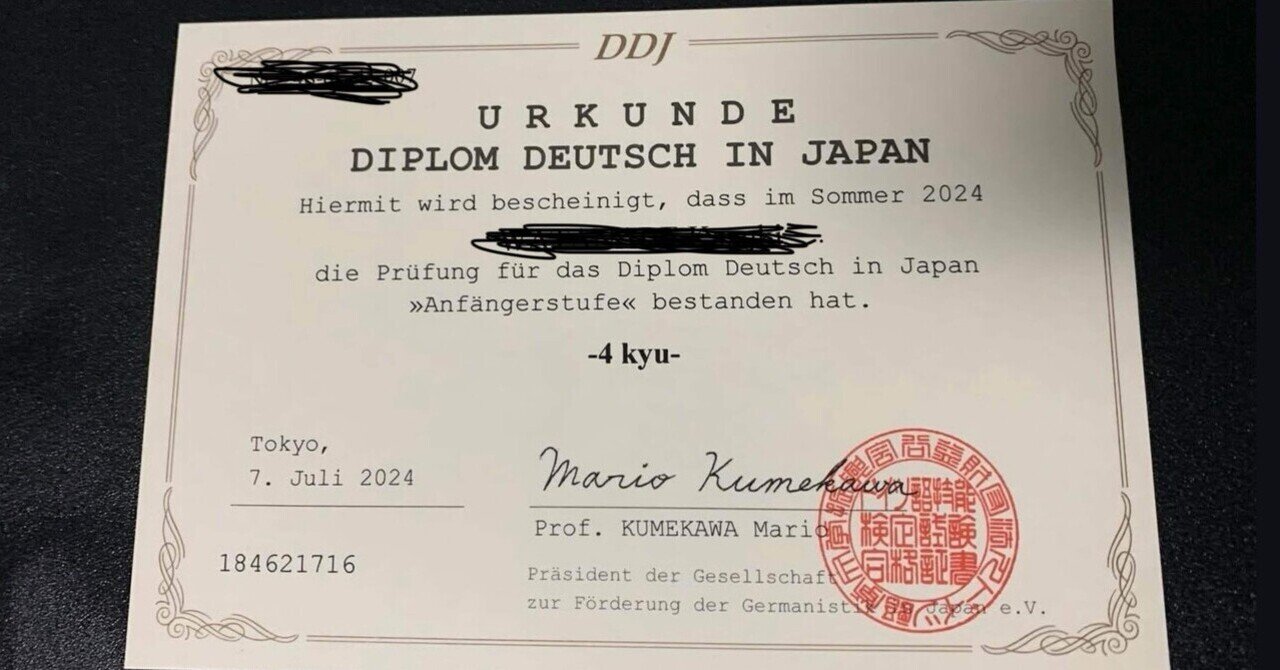 DDJ
URKUNDE
DIPLOM DEUTSCH IN JAPAN
Hiermit wird bescheinigt, dass im Sommer 2024
die Prüfung für das Diplom Deutsch in Japan
»Anfängerstufe« bestanden hat.
-4 kyu-
Tokyo,
7. Juli 2024
Mario Kumekawa
Prof. KUMEKAWA Mario
184621716
Präsident der Gesellschaft
zur Förderung der Germanistik in Japan e.V.